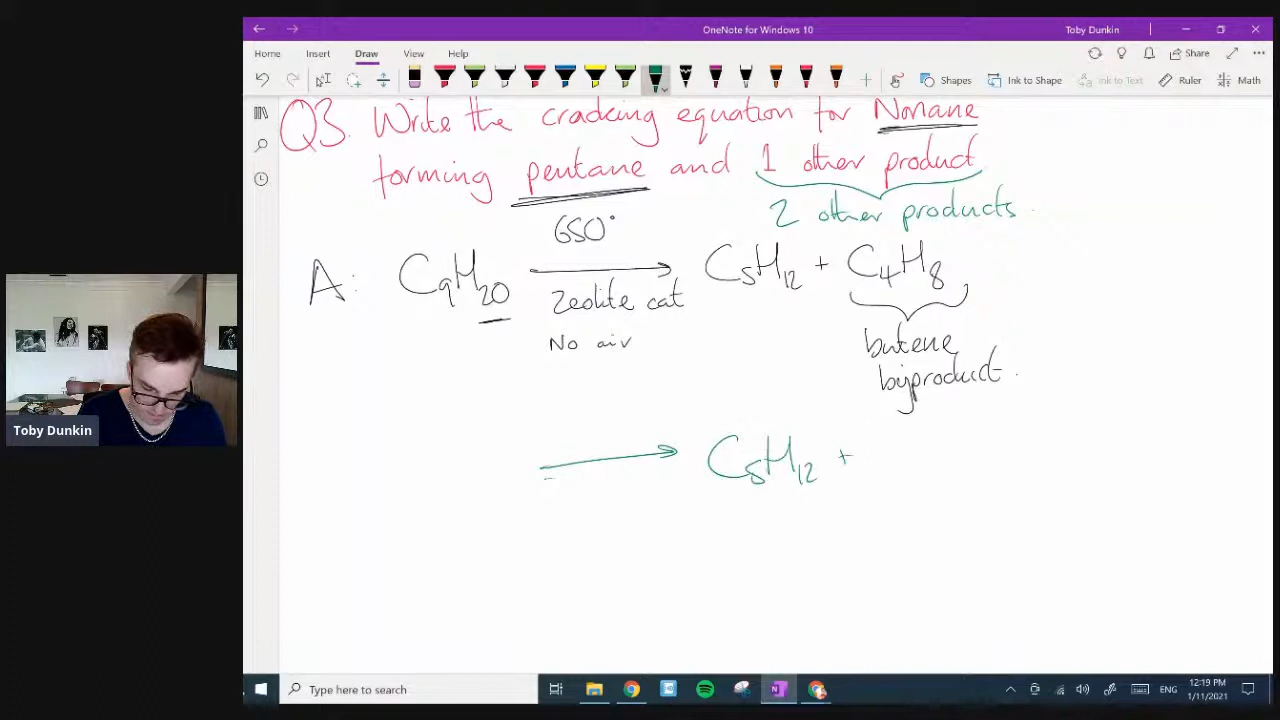 OneNote for Windows 10
Toby Dunkin
Home
Insert
Draw
View
Help
Share
Shapes
Ink to Shape
Ink to Text
Ruler
Math
Q3. Write the cracking equation for Nonane
forming pentane and 1 other product
2 other products
650°
A: C9H20 → C5H12 + C4H8
Zeolite cat
No air
butene
biproduct.
→ C5H12 +
Toby Dunkin
Type here to search
ENG
12:19 PM
1/11/2021